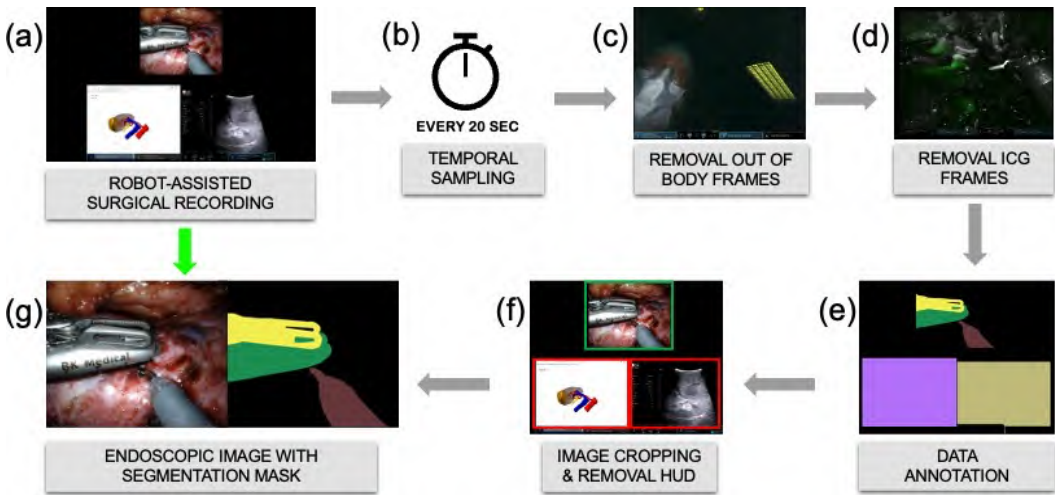 (a)
ROBOT-ASSISTED
SURGICAL RECORDING
(b)
EVERY 20 SEC
TEMPORAL
SAMPLING
(c)
REMOVAL OUT OF
BODY FRAMES
(d)
REMOVAL ICG
FRAMES
(g)
BK Medical
ENDOSCOPIC IMAGE WITH
SEGMENTATION MASK
(f)
IMAGE CROPPING
& REMOVAL HUD
(e)
DATA
ANNOTATION